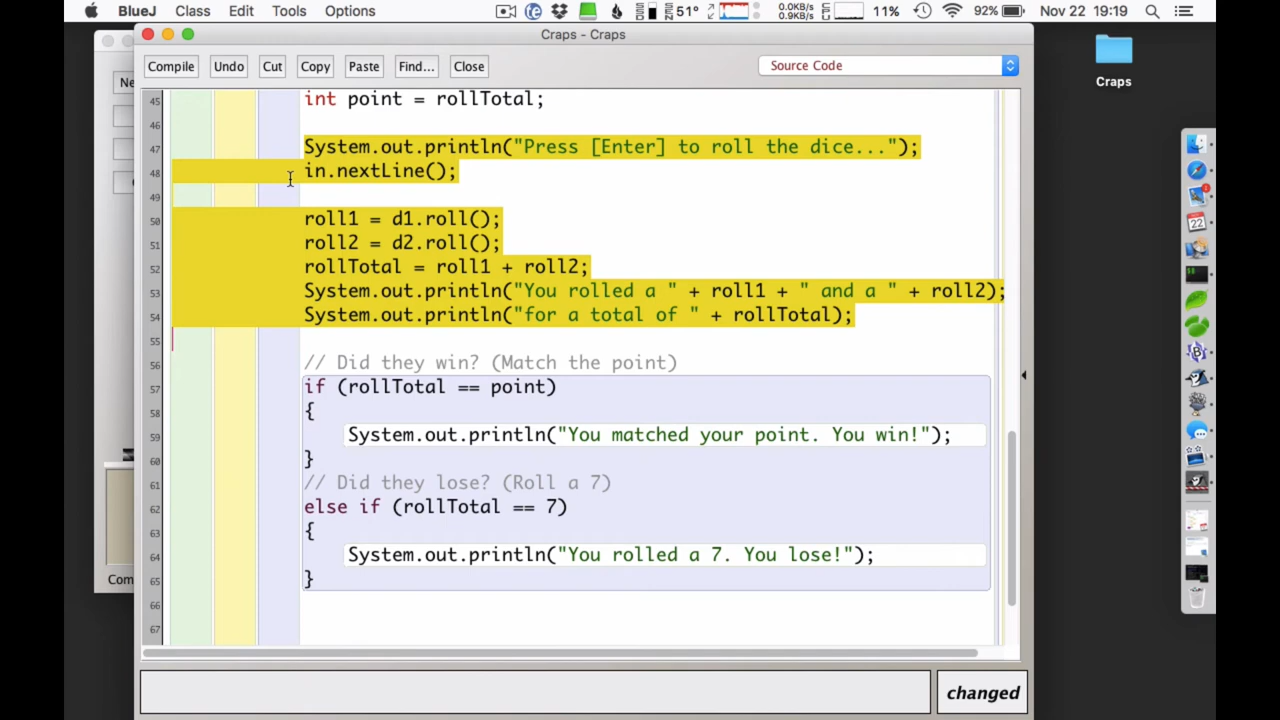 BlueJ Class Edit Tools Options 51° 0.0KB/s 0.9KB/s 11% 92% Nov 22 19:19
Craps - Craps
Compile Undo Cut Copy Paste Find... Close Source Code
Ne
Craps
45 int point = rollTotal;
46
47 System.out.println("Press [Enter] to roll the dice...");
48 in.nextLine();
49
50 roll1 = d1.roll();
51 roll2 = d2.roll();
52 rollTotal = roll1 + roll2;
53 System.out.println("You rolled a " + roll1 + " and a " + roll2);
54 System.out.println("for a total of " + rollTotal);
55
56 // Did they win? (Match the point)
57 if (rollTotal == point)
58 {
59 System.out.println("You matched your point. You win!");
60 }
61 // Did they lose? (Roll a 7)
62 else if (rollTotal == 7)
63 {
64 System.out.println("You rolled a 7. You lose!");
65 }
66
67
Com
changed